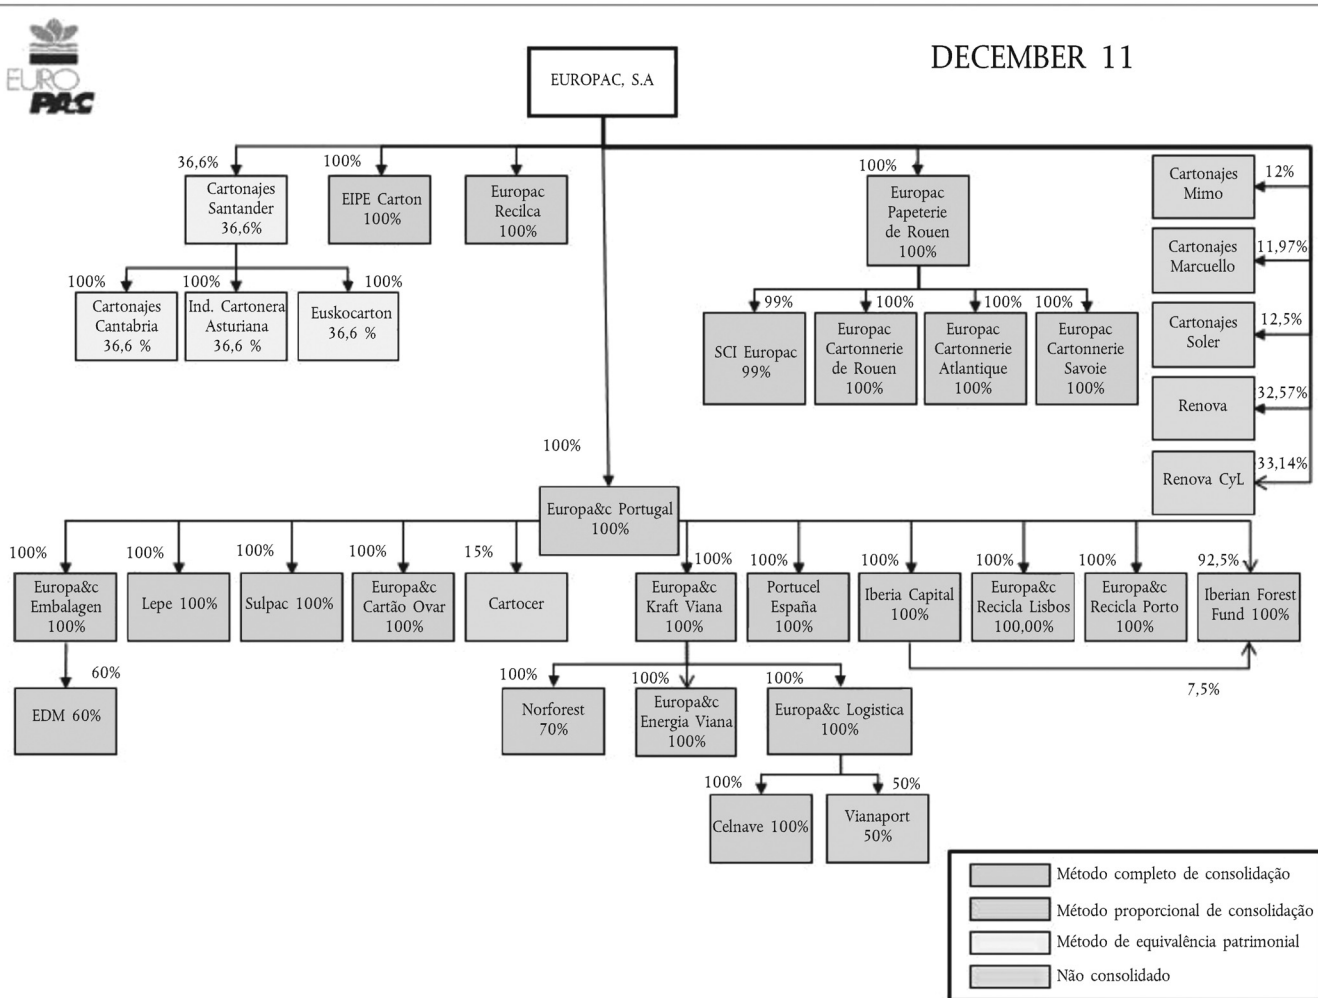 EURO
PAC
DECEMBER 11
EUROPAC, S.A
36,6%
100%
100%
12%
Cartonajes
Santander
36,6%
EIPE Carton
100%
Europac
Recilca
100%
Europac
Papeterie
de Rouen
100%
Cartonajes
Mimo
11,97%
Cartonajes
Marcuello
100%
100%
100%
Cartonajes
Cantabria
36,6 %
Ind. Cartonera
Asturiana
36,6 %
Euskocarton
36,6 %
99%
100%
100%
100%
SCI Europac
99%
Europac
Cartonnerie
de Rouen
100%
Europac
Cartonnerie
Atlantique
100%
Europac
Cartonnerie
Savoie
100%
12,5%
Cartonajes
Soler
32,57%
Renova
33,14%
Renova CyL
100%
Europa&c Portugal
100%
100%
100%
100%
100%
15%
100%
100%
100%
100%
100%
92,5%
Europa&c
Embalagen
100%
Lepe 100%
Sulpac 100%
Europa&c
Cartão Ovar
100%
Cartocer
Europa&c
Kraft Viana
100%
Portucel
España
100%
Iberia Capital
100%
Europa&c
Recicla Lisbos
100,00%
Europa&c
Recicla Porto
100%
Iberian Forest
Fund 100%
7,5%
60%
EDM 60%
100%
100%
100%
Norforest
70%
Europa&c
Energia Viana
100%
Europa&c Logistica
100%
100%
50%
Celnave 100%
Vianaport
50%
Método completo de consolidação
Método proporcional de consolidação
Método de equivalência patrimonial
Não consolidado